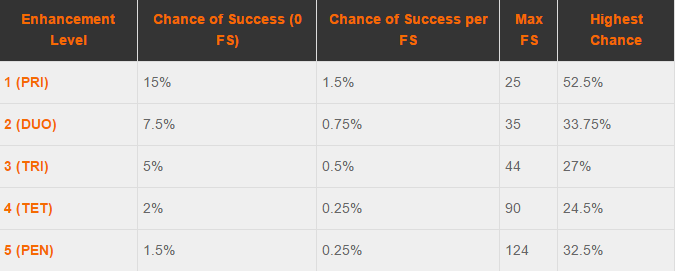 Enhancement Level Chance of Success (0 FS) Chance of Success per FS Max FS Highest Chance
1 (PRI) 15% 1.5% 25 52.5%
2 (DUO) 7.5% 0.75% 35 33.75%
3 (TRI) 5% 0.5% 44 27%
4 (TET) 2% 0.25% 90 24.5%
5 (PEN) 1.5% 0.25% 124 32.5%